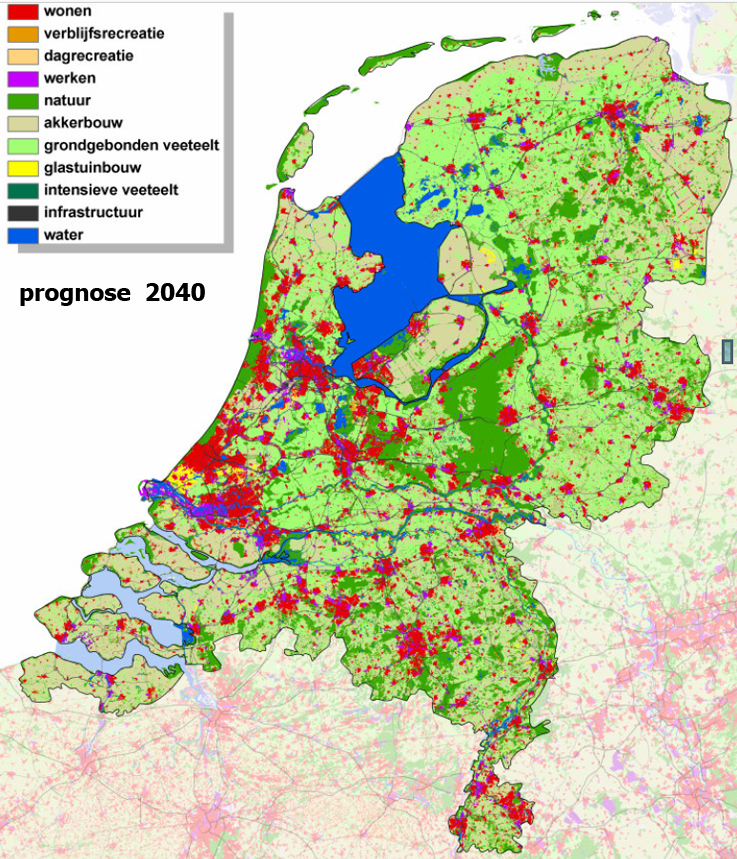 wonen
verblijfsrecreatie
dagrecreatie
werken
natuur
akkerbouw
grondgebonden veeteelt
glastuinbouw
intensieve veeteelt
infrastructuur
water
prognose 2040